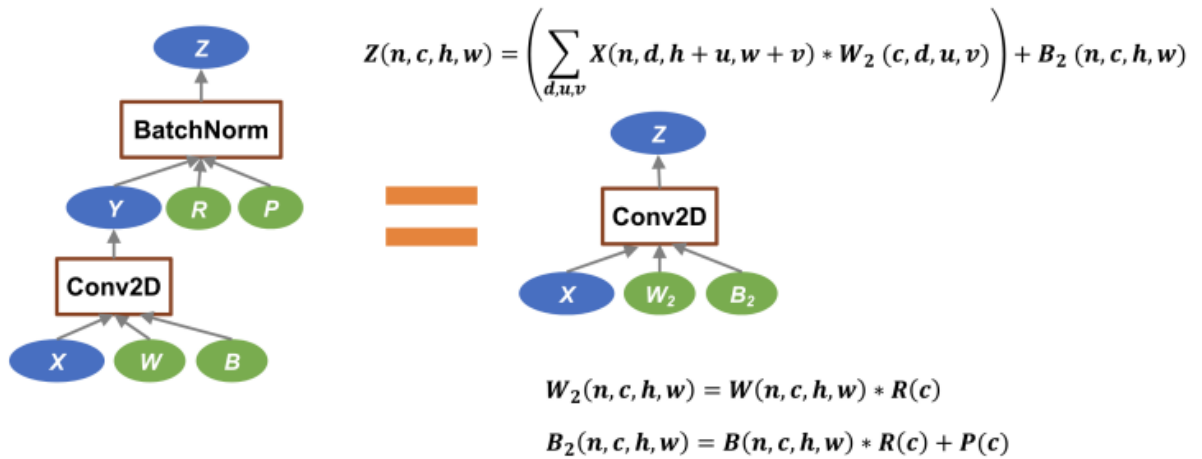 Z
Z(n, c, h, w) = (∑d,u,v X(n, d, h + u, w + v) * W₂ (c, d, u, v)) + B₂ (n, c, h, w)
BatchNorm
Y R P
Conv2D
X W B
Z
Conv2D
X W₂ B₂
W₂(n, c, h, w) = W(n, c, h, w) * R(c)
B₂(n, c, h, w) = B(n, c, h, w) * R(c) + P(c)